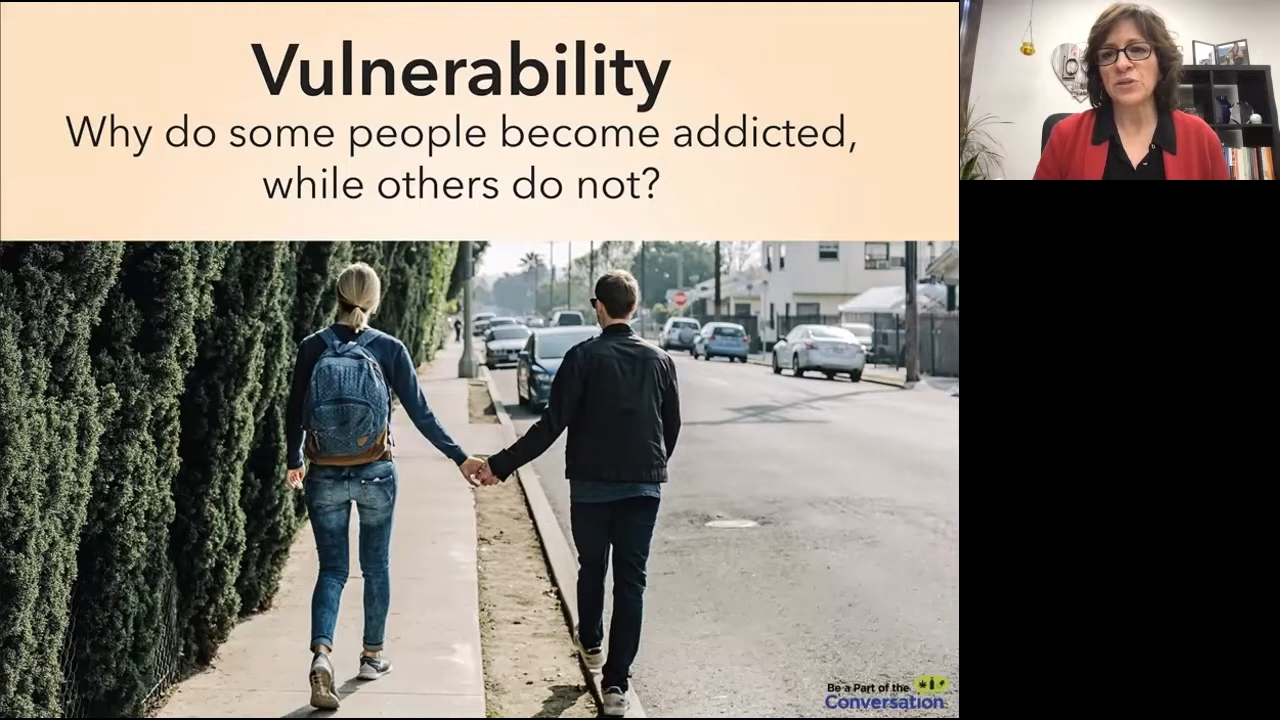 Vulnerability
Why do some people become addicted,
while others do not?
Be a Part of the
Conversation